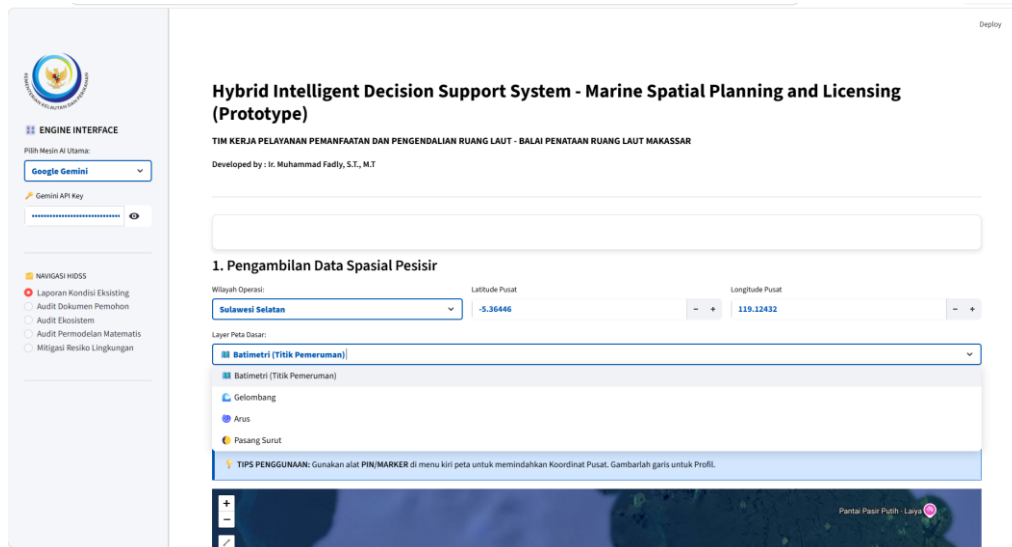 Deploy
KEMENTERIAN KELAUTAN DAN PERIKANAN
ENGINE INTERFACE
Pilih Mesin AI Utama:
Google Gemini
Gemini API Key
NAVIGASI HIDSS
Laporan Kondisi Eksisting
Audit Dokumen Pemohon
Audit Ekosistem
Audit Permodelan Matematis
Mitigasi Resiko Lingkungan
Hybrid Intelligent Decision Support System - Marine Spatial Planning and Licensing
(Prototype)
TIM KERJA PELAYANAN PEMANFAATAN DAN PENGENDALIAN RUANG LAUT - BALAI PENATAAN RUANG LAUT MAKASSAR
Developed by : Ir. Muhammad Fadly, S.T., M.T
1. Pengambilan Data Spasial Pesisir
Wilayah Operasi:
Sulawesi Selatan
Latitude Pusat
-5.36446
- +
Longitude Pusat
119.12432
- +
Layer Peta Dasar:
Batimetri (Titik Pemeruman)
Batimetri (Titik Pemeruman)
Gelombang
Arus
Pasang Surut
TIPS PENGGUNAAN: Gunakan alat PIN/MARKER di menu kiri peta untuk memindahkan Koordinat Pusat. Gambarlah garis untuk Profil.
+
-
Pantai Pasir Putih - Laiya